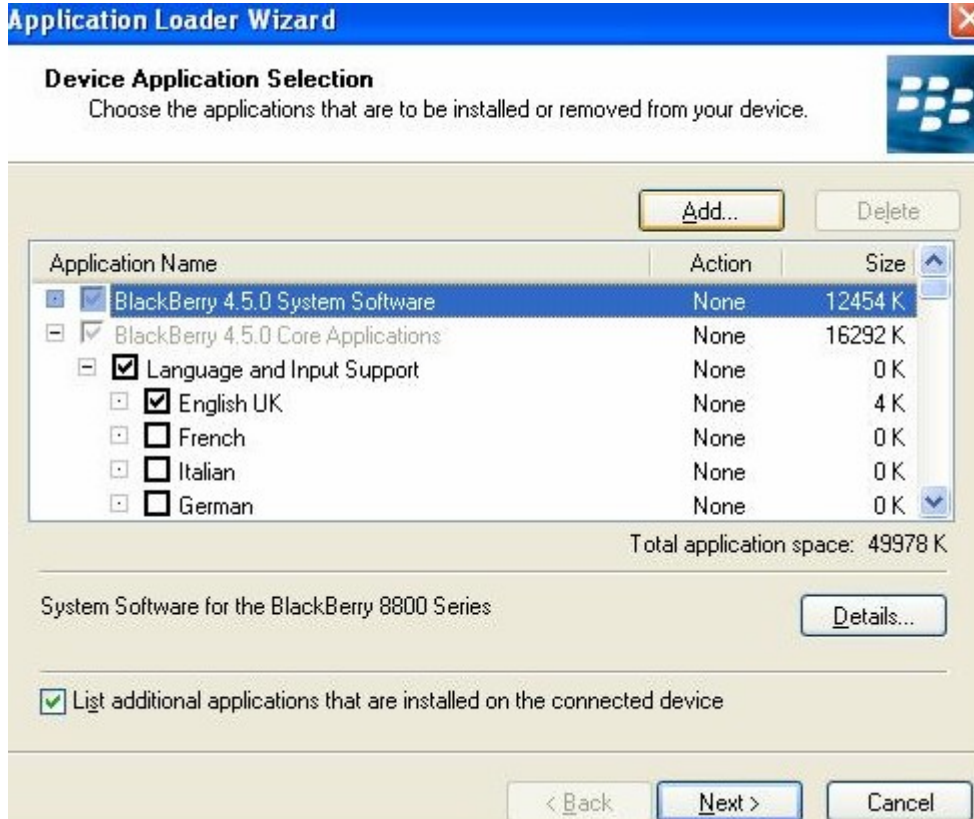 Application Loader Wizard
Device Application Selection
Choose the applications that are to be installed or removed from your device.
Add... Delete
Application Name Action Size
BlackBerry 4.5.0 System Software None 12454 K
BlackBerry 4.5.0 Core Applications None 16292 K
Language and Input Support None 0 K
English UK None 4 K
French None 0 K
Italian None 0 K
German None 0 K
Total application space: 49978 K
System Software for the BlackBerry 8800 Series
Details...
List additional applications that are installed on the connected device
< Back Next > Cancel